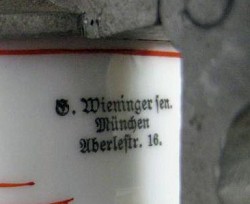 G. Wieninger sen.
München
Aberlestr. 16.